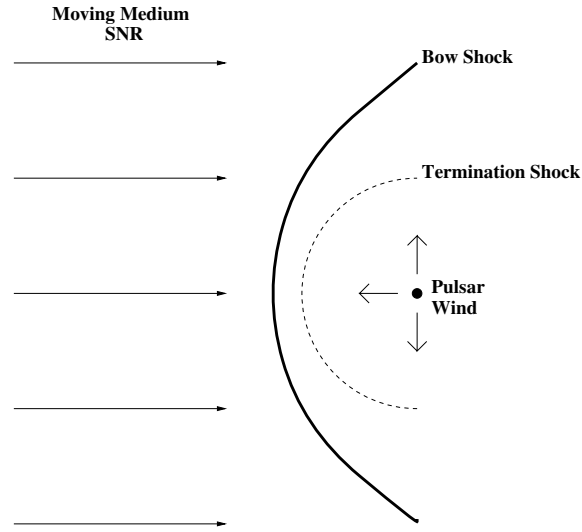 Moving Medium
SNR
Bow Shock
Termination Shock
Pulsar
Wind